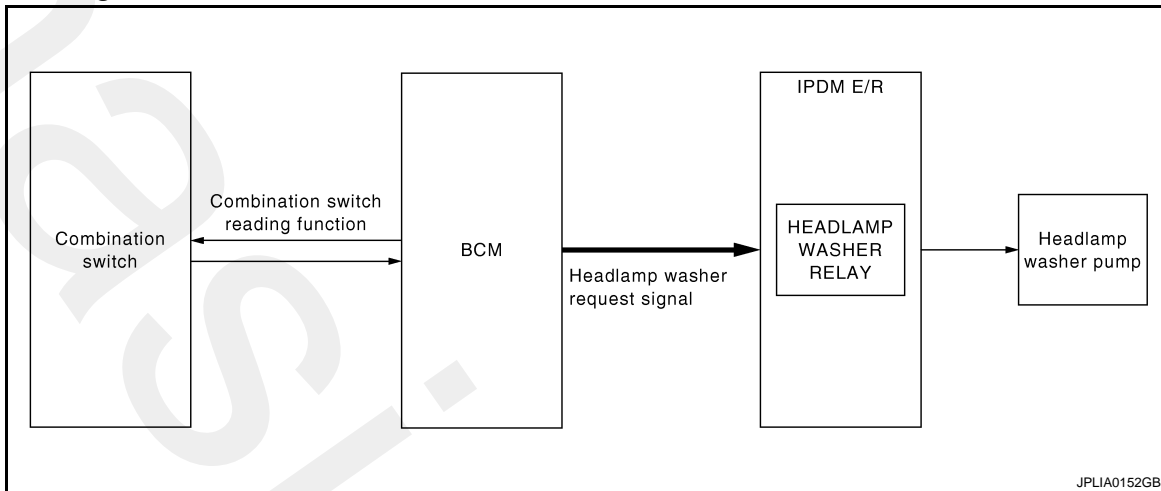 IPDM E/R
Combination switch
reading function
Combination
switch
BCM
Headlamp washer
request signal
HEADLAMP
WASHER
RELAY
Headlamp
washer pump
JPLIA0152GB